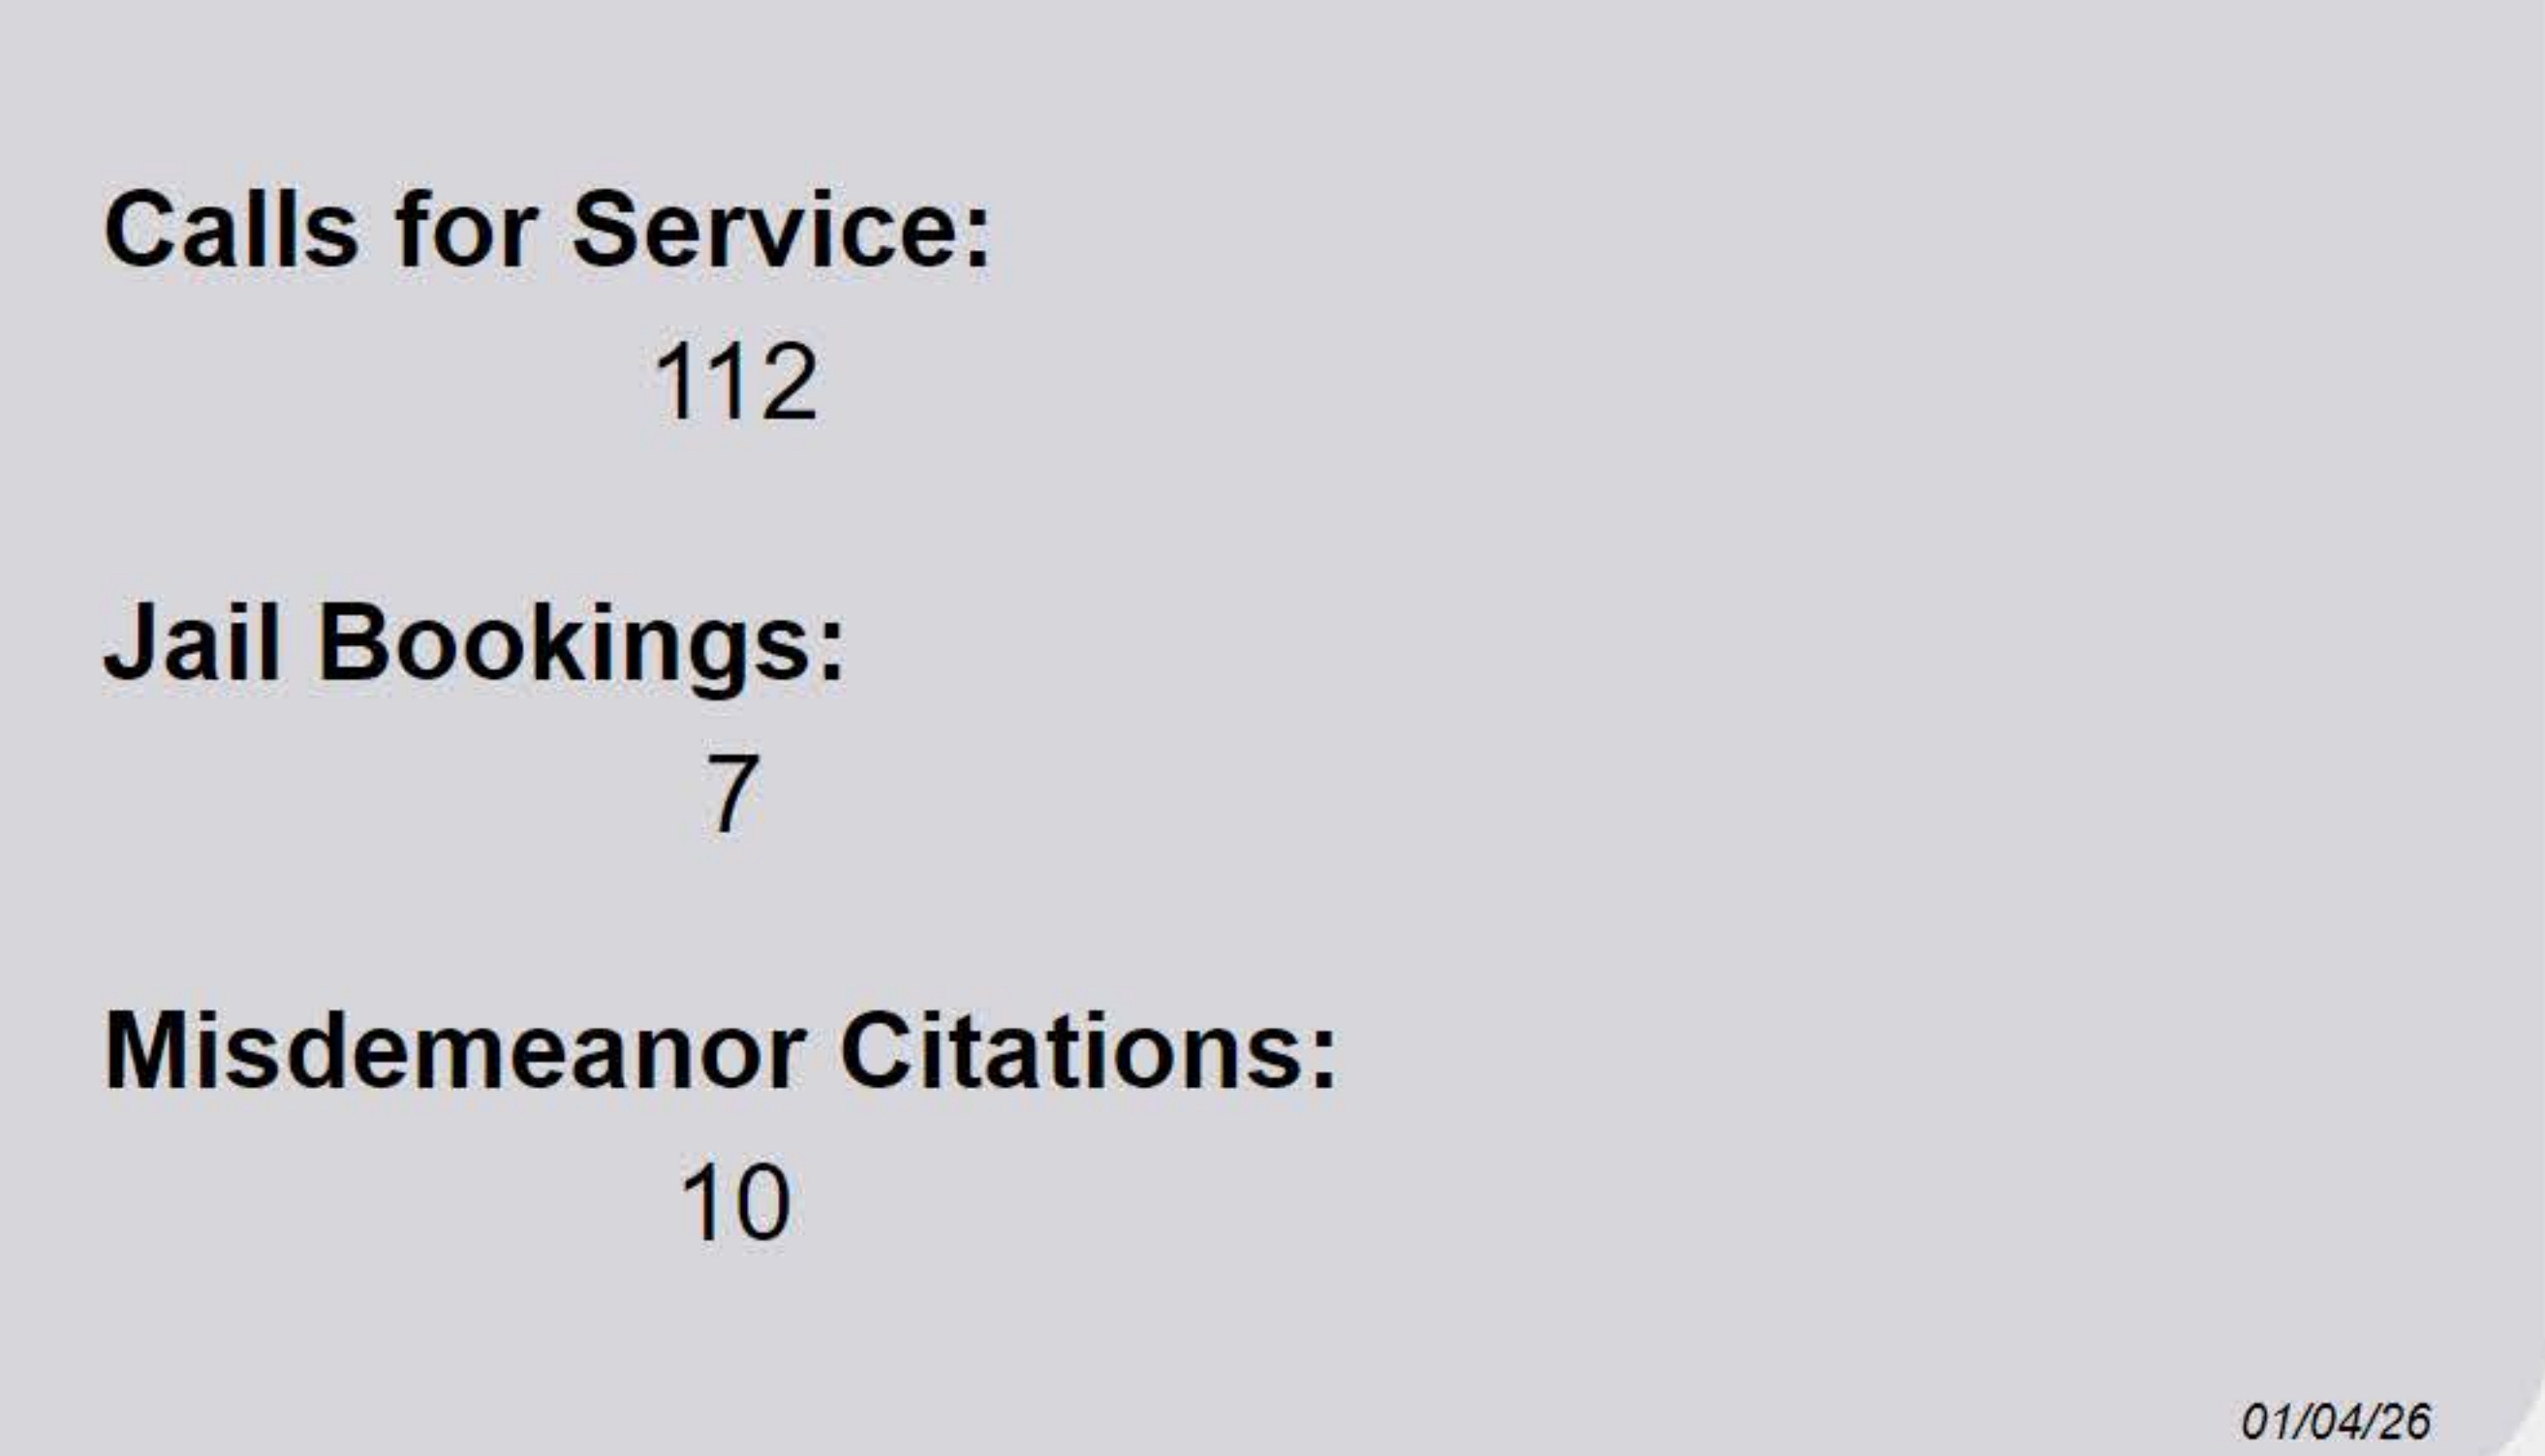 Calls for Service:
112
Jail Bookings:
7
Misdemeanor Citations:
10
01/04/26